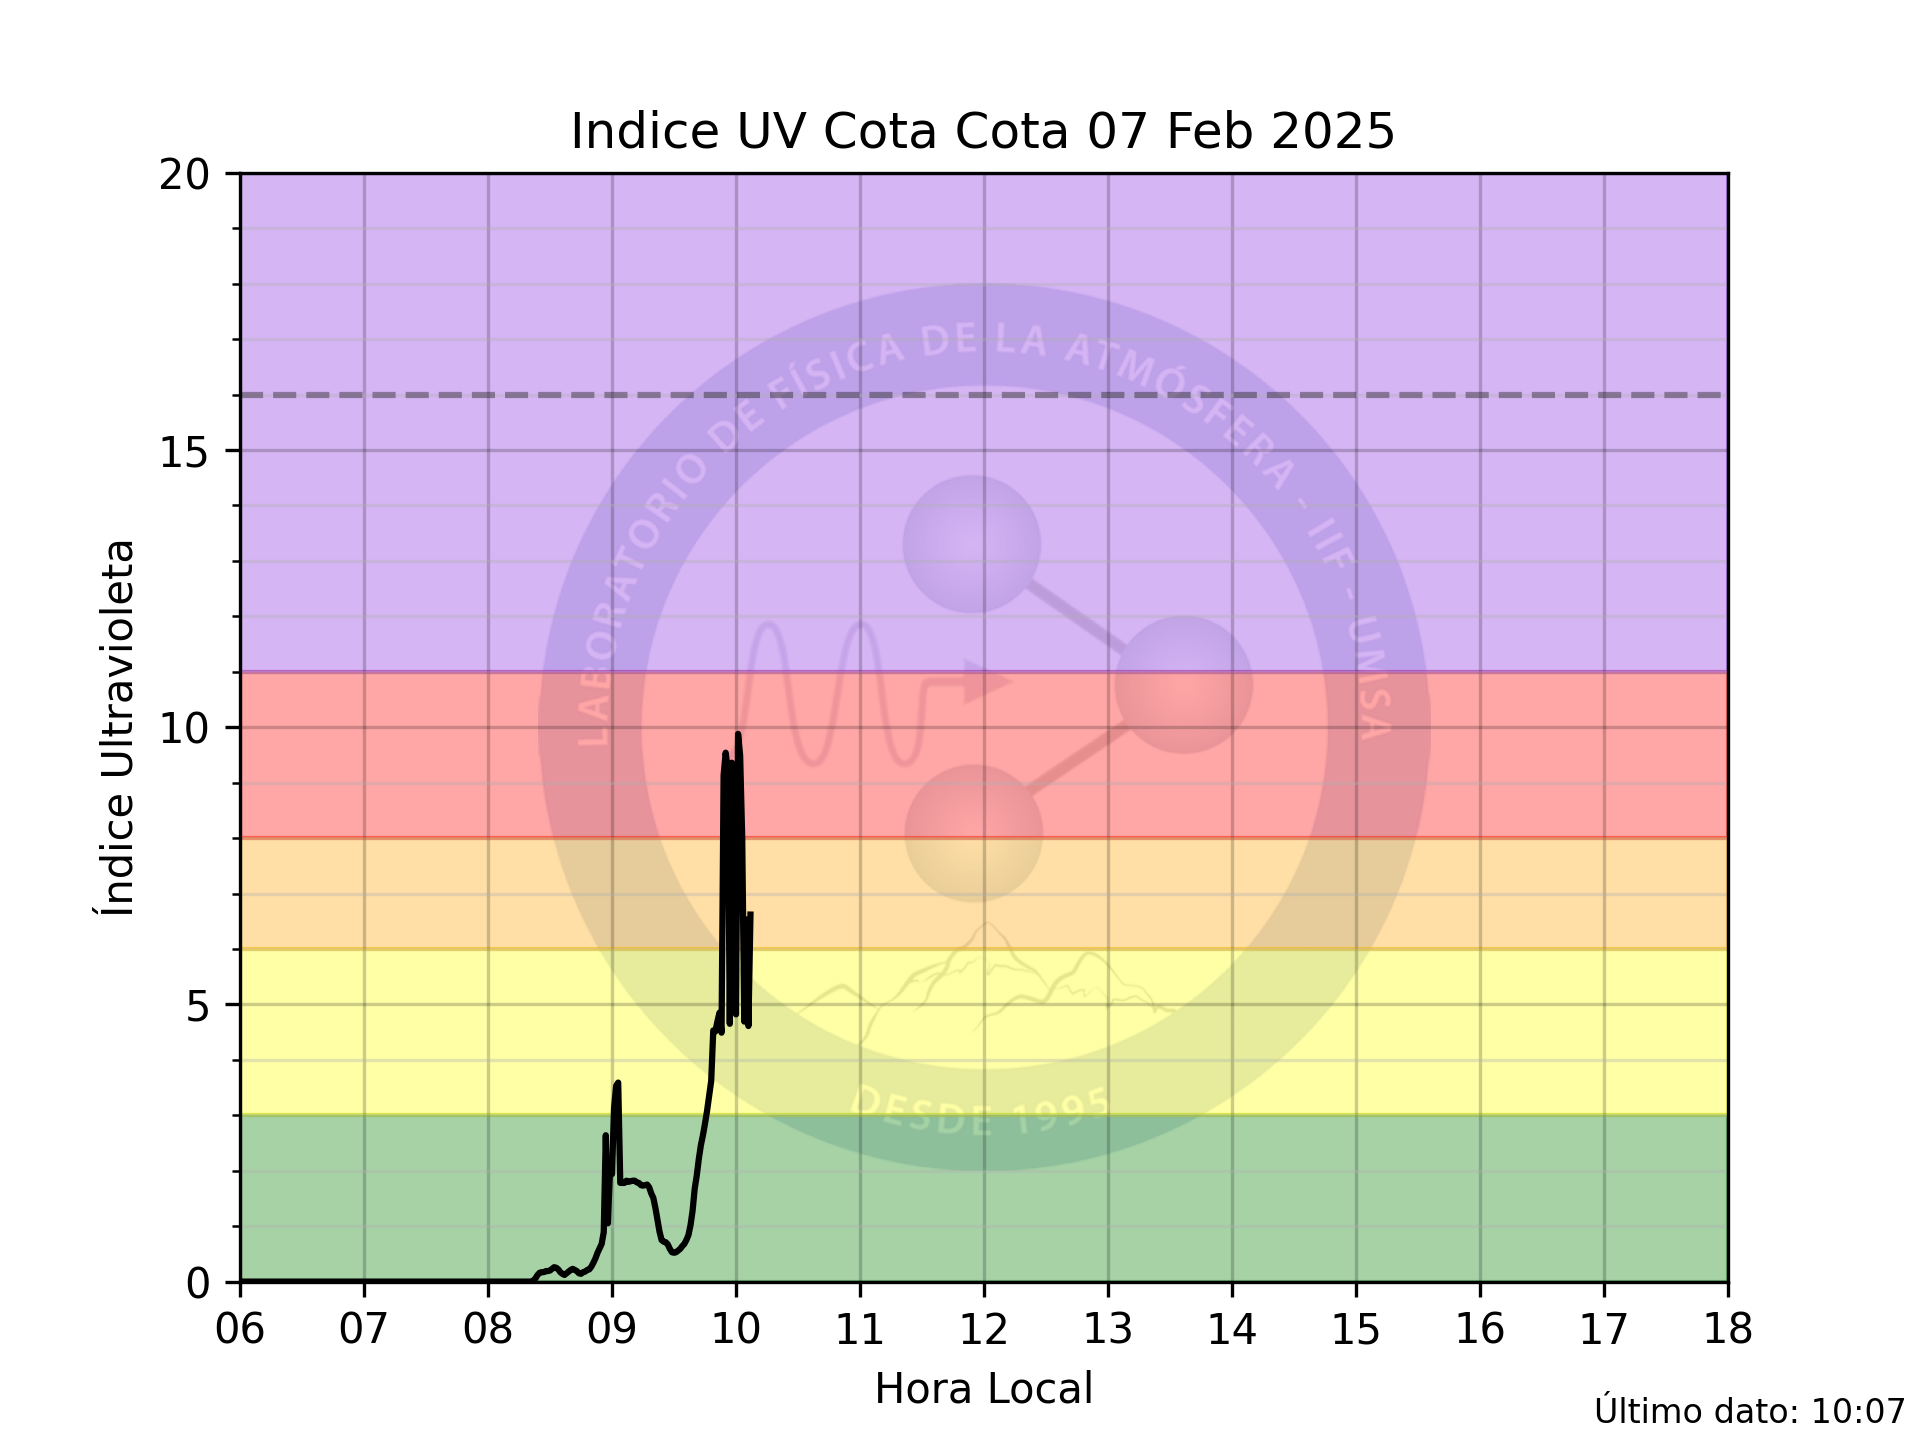 Indice UV Cota Cota 07 Feb 2025
20
15
10
5
0
Índice Ultravioleta
LABORATORIO DE FÍSICA DE LA ATMÓSFERA - IIF - UMSA
DESDE 1995
06 07 08 09 10 11 12 13 14 15 16 17 18
Hora Local
Último dato: 10:07